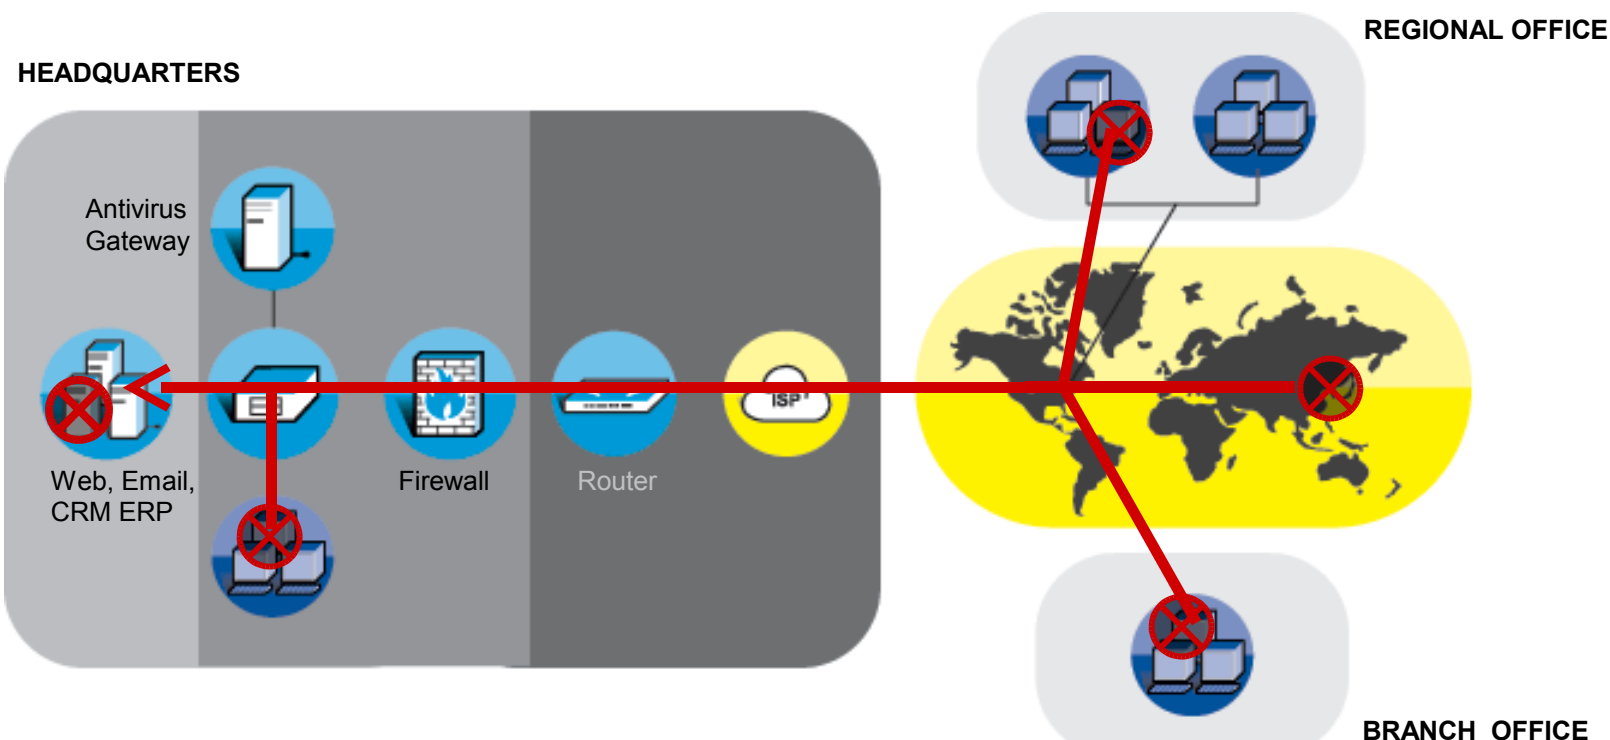 REGIONAL OFFICE
HEADQUARTERS
Antivirus
Gateway
ISP
Web, Email,
CRM ERP
Firewall
Router
BRANCH OFFICE